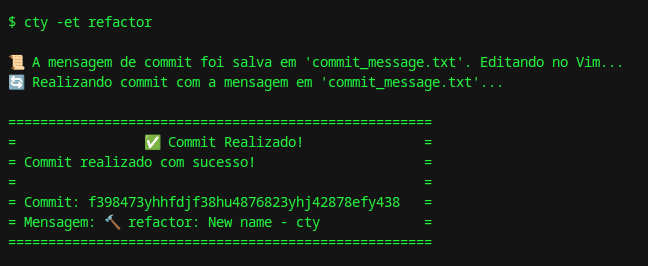 $ cty -et refactor
📜 A mensagem de commit foi salva em 'commit_message.txt'. Editando no Vim...
🔄 Realizando commit com a mensagem em 'commit_message.txt'...
=====================================================
=                ✅ Commit Realizado!               =
= Commit realizado com sucesso!                     =
=                                                   =
= Commit: f398473yhhfdjf38hu4876823yhj42878efy438   =
= Mensagem: 🔨 refactor: New name - cty             =
=====================================================